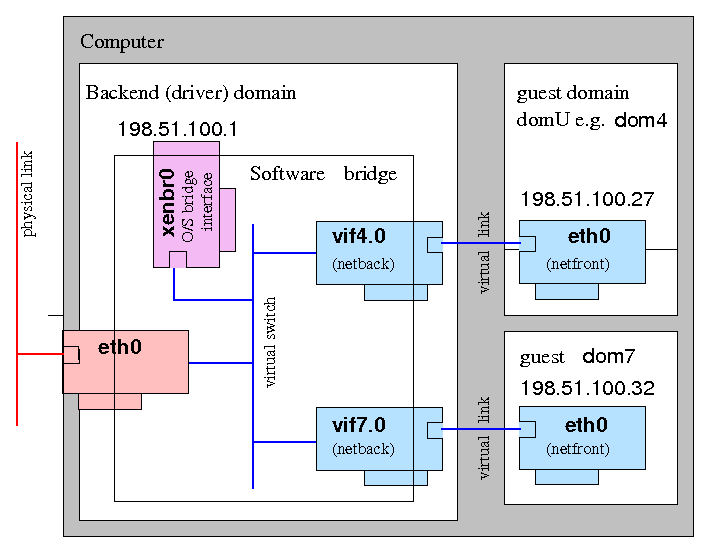 Computer
Backend (driver) domain
198.51.100.1
Software bridge
xenbr0
O/S bridge
interface
physical link
eth0
virtual switch
vif4.0
(netback)
vif7.0
(netback)
virtual link
virtual link
guest domain
domU e.g. dom4
198.51.100.27
eth0
(netfront)
guest dom7
198.51.100.32
eth0
(netfront)